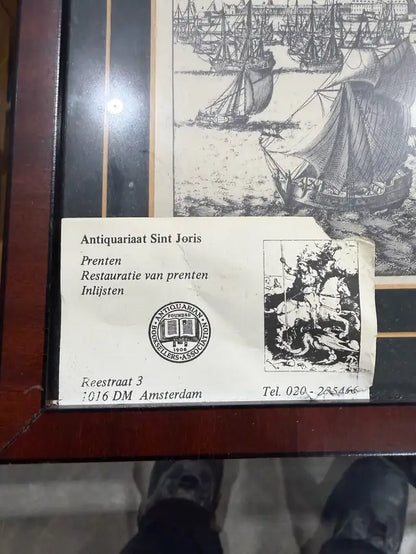 Antiquariaat Sint Joris
Prenten
Restauratie van prenten
Inlijsten
ANTIQUARIAN
BOOKSELLERS ASSOCIATION
FOUNDED
1906
Reestraat 3
1016 DM Amsterdam
Tel. 020 -